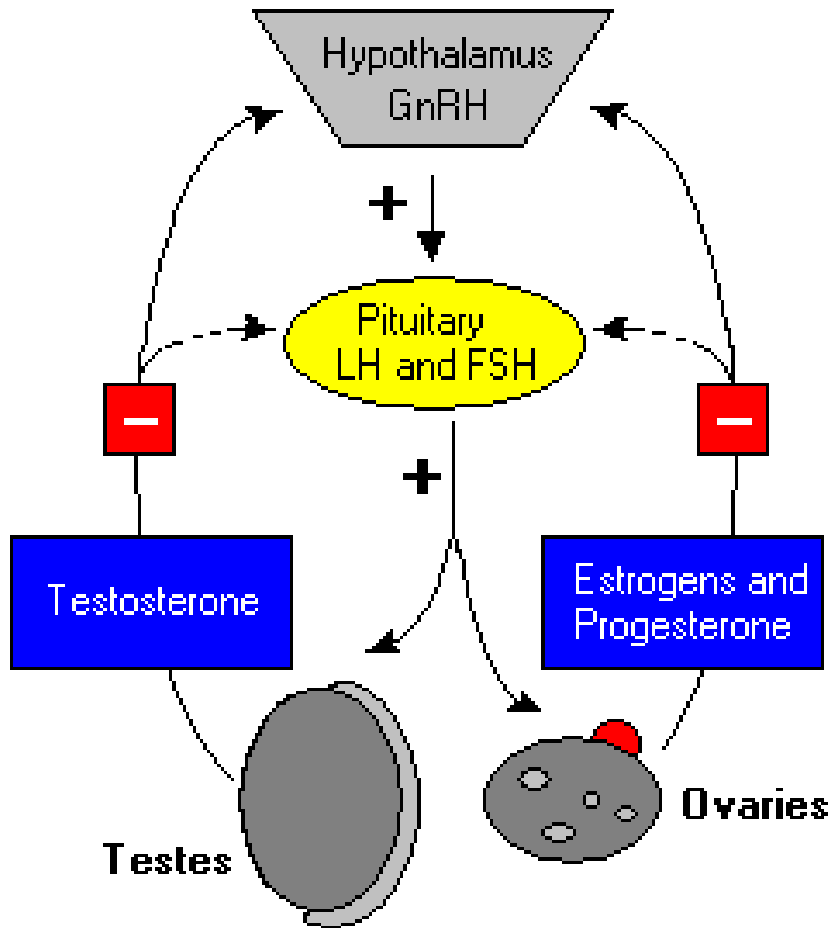 Hypothalamus
GnRH
+
Pituitary
LH and FSH
−
−
+
Testosterone
Estrogens and
Progesterone
Testes
Ovaries